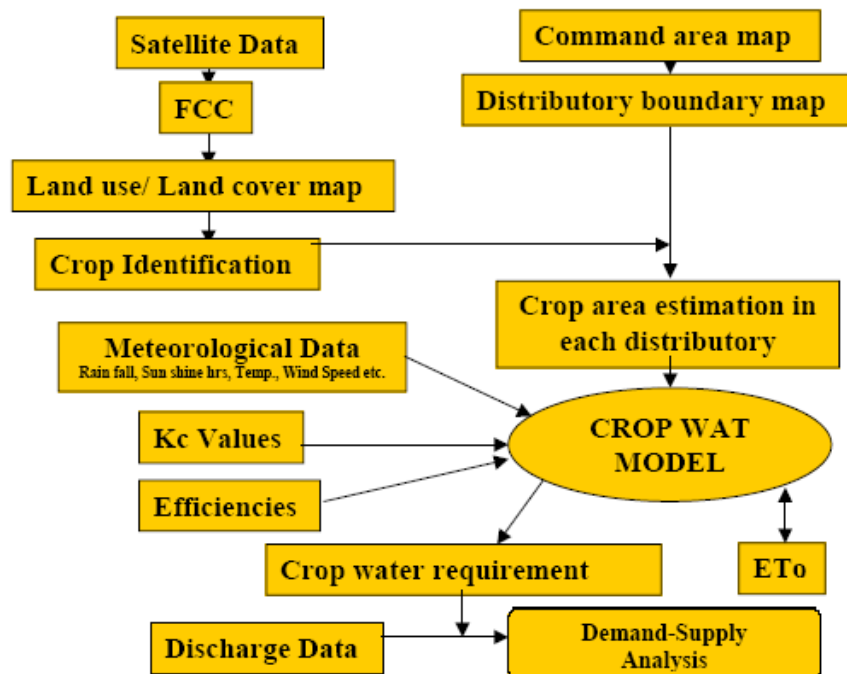 Satellite Data
Command area map
FCC
Distributory boundary map
Land use/ Land cover map
Crop Identification
Crop area estimation in
each distributory
Meteorological Data
Rain fall, Sun shine hrs, Temp., Wind Speed etc.
Kc Values
CROP WAT
MODEL
Efficiencies
Crop water requirement
ETo
Discharge Data
Demand-Supply
Analysis